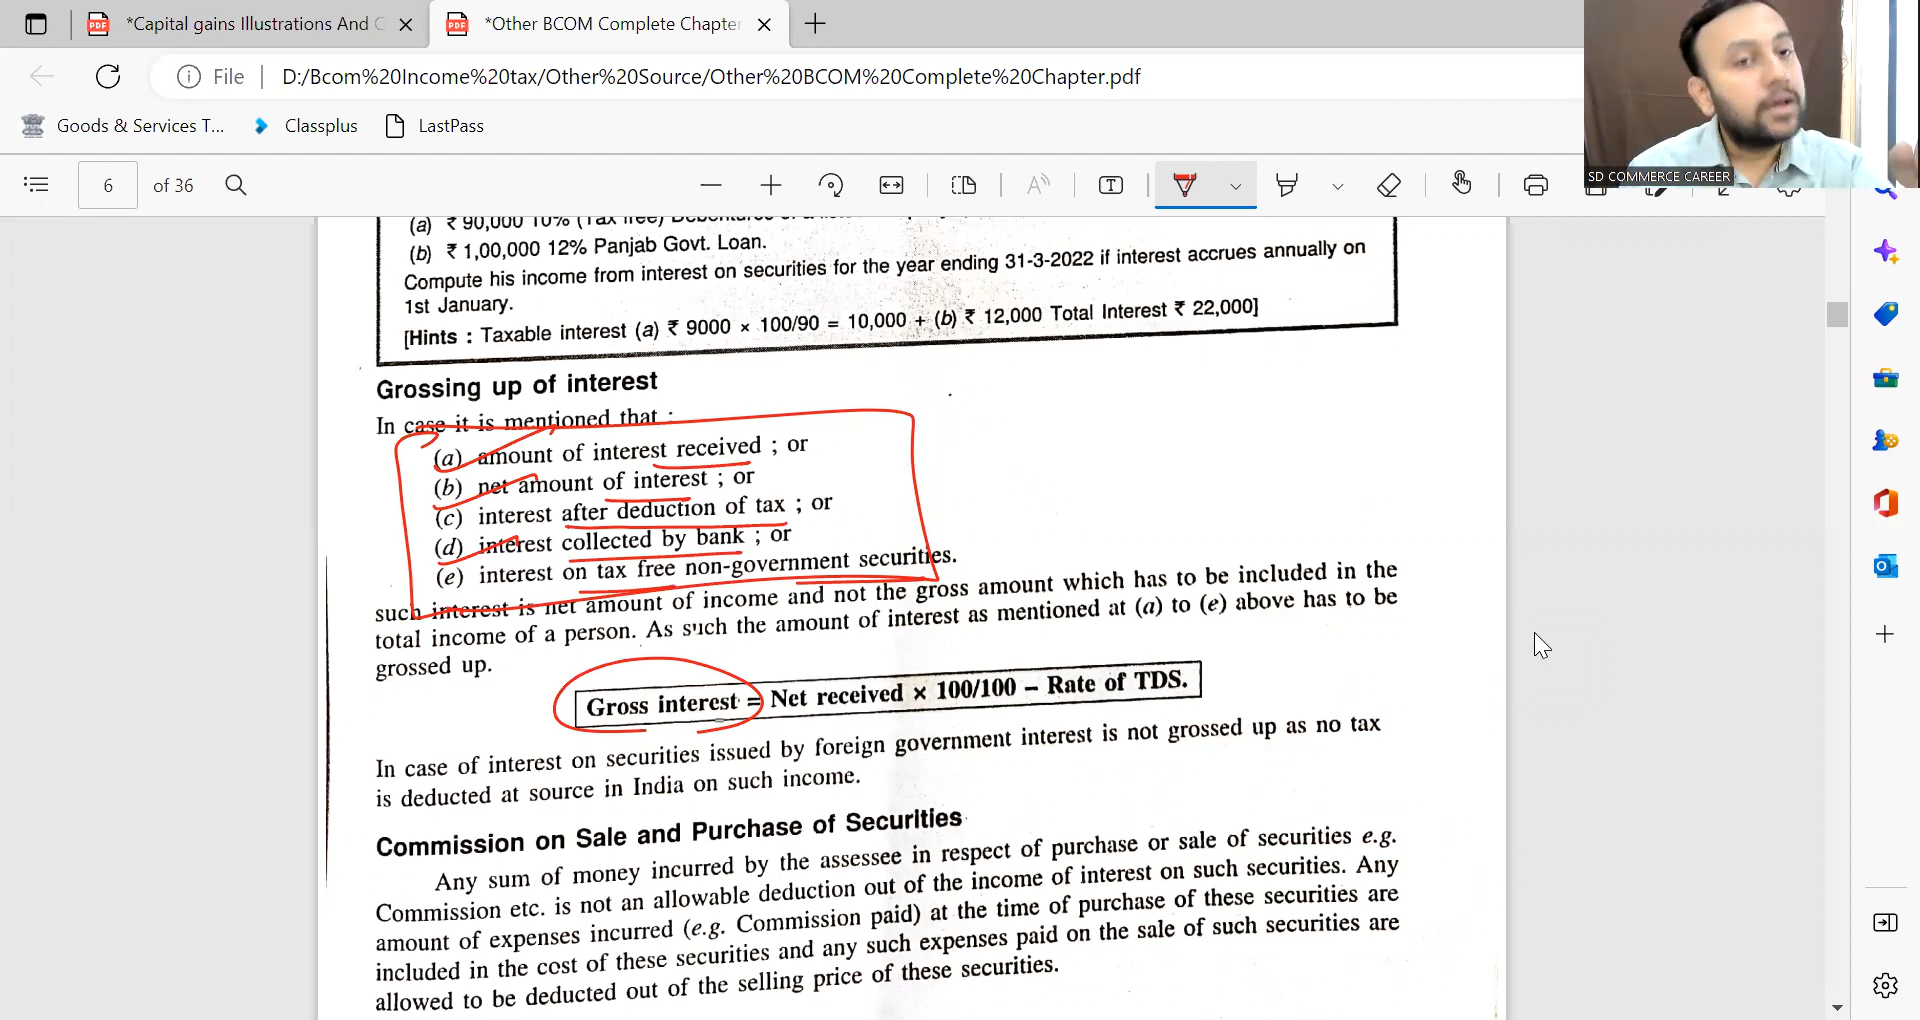 *Capital gains Illustrations And
*Other BCOM Complete Chapter
File
D:/Bcom%20Income%20tax/Other%20Source/Other%20BCOM%20Complete%20Chapter.pdf
Goods & Services T...
Classplus
LastPass
6 of 36
SD COMMERCE CAREER
(a) ₹ 90,000 10% (Tax free)
(b) ₹ 1,00,000 12% Panjab Govt. Loan.
Compute his income from interest on securities for the year ending 31-3-2022 if interest accrues annually on
1st January.
[Hints : Taxable interest (a) ₹ 9000 × 100/90 = 10,000 + (b) ₹ 12,000 Total Interest ₹ 22,000]
Grossing up of interest
In case it is mentioned that :
(a) amount of interest received ; or
(b) net amount of interest ; or
(c) interest after deduction of tax ; or
(d) interest collected by bank ; or
(e) interest on tax free non-government securities.
such interest is net amount of income and not the gross amount which has to be included in the
total income of a person. As such the amount of interest as mentioned at (a) to (e) above has to be
grossed up.
Gross interest = Net received × 100/100 – Rate of TDS.
In case of interest on securities issued by foreign government interest is not grossed up as no tax
is deducted at source in India on such income.
Commission on Sale and Purchase of Securities
Any sum of money incurred by the assessee in respect of purchase or sale of securities e.g.
Commission etc. is not an allowable deduction out of the income of interest on such securities. Any
amount of expenses incurred (e.g. Commission paid) at the time of purchase of these securities are
included in the cost of these securities and any such expenses paid on the sale of such securities are
allowed to be deducted out of the selling price of these securities.